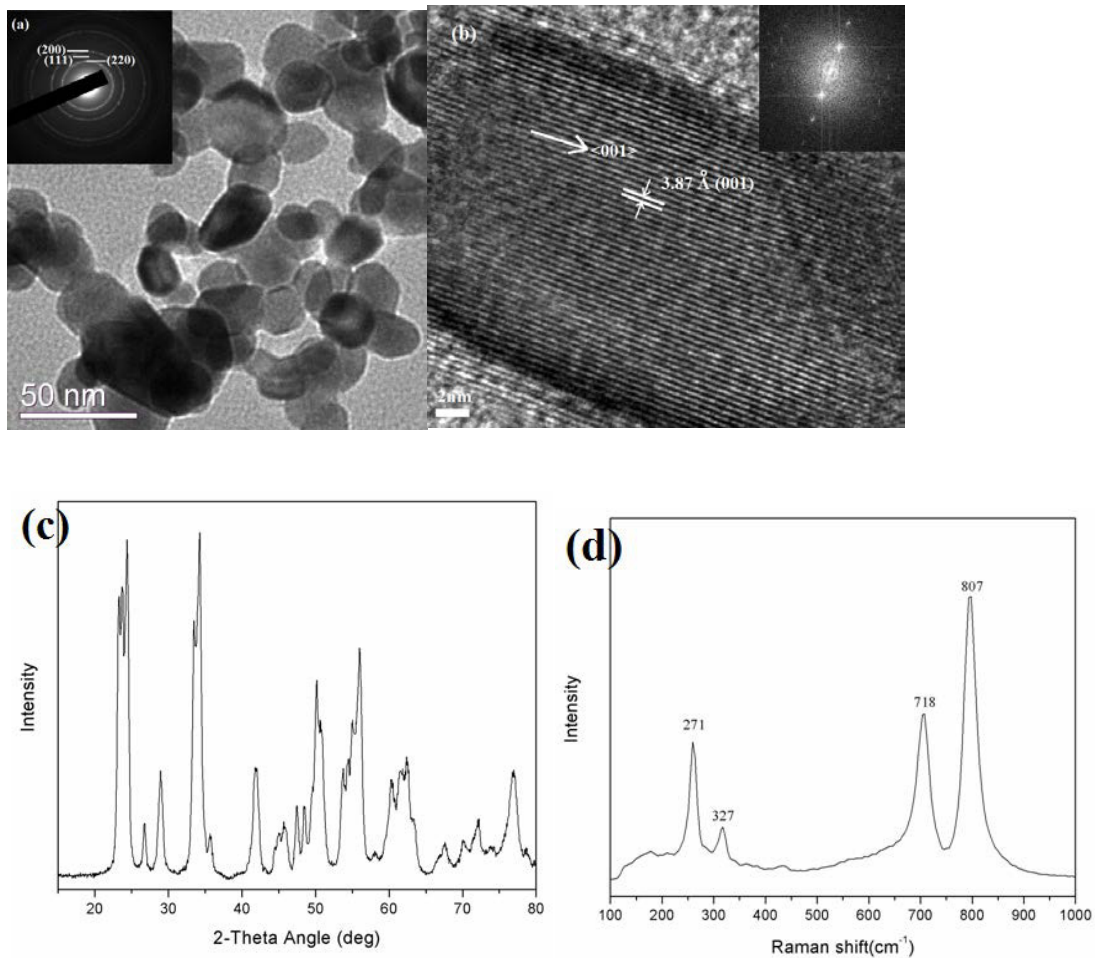 (a)
(200)
(111)
(220)
50 nm
(b)
<001>
3.87 Å (001)
2nm
(c)
Intensity
20 30 40 50 60 70 80
2-Theta Angle (deg)
(d)
Intensity
271
327
718
807
100 200 300 400 500 600 700 800 900 1000
Raman shift(cm⁻¹)